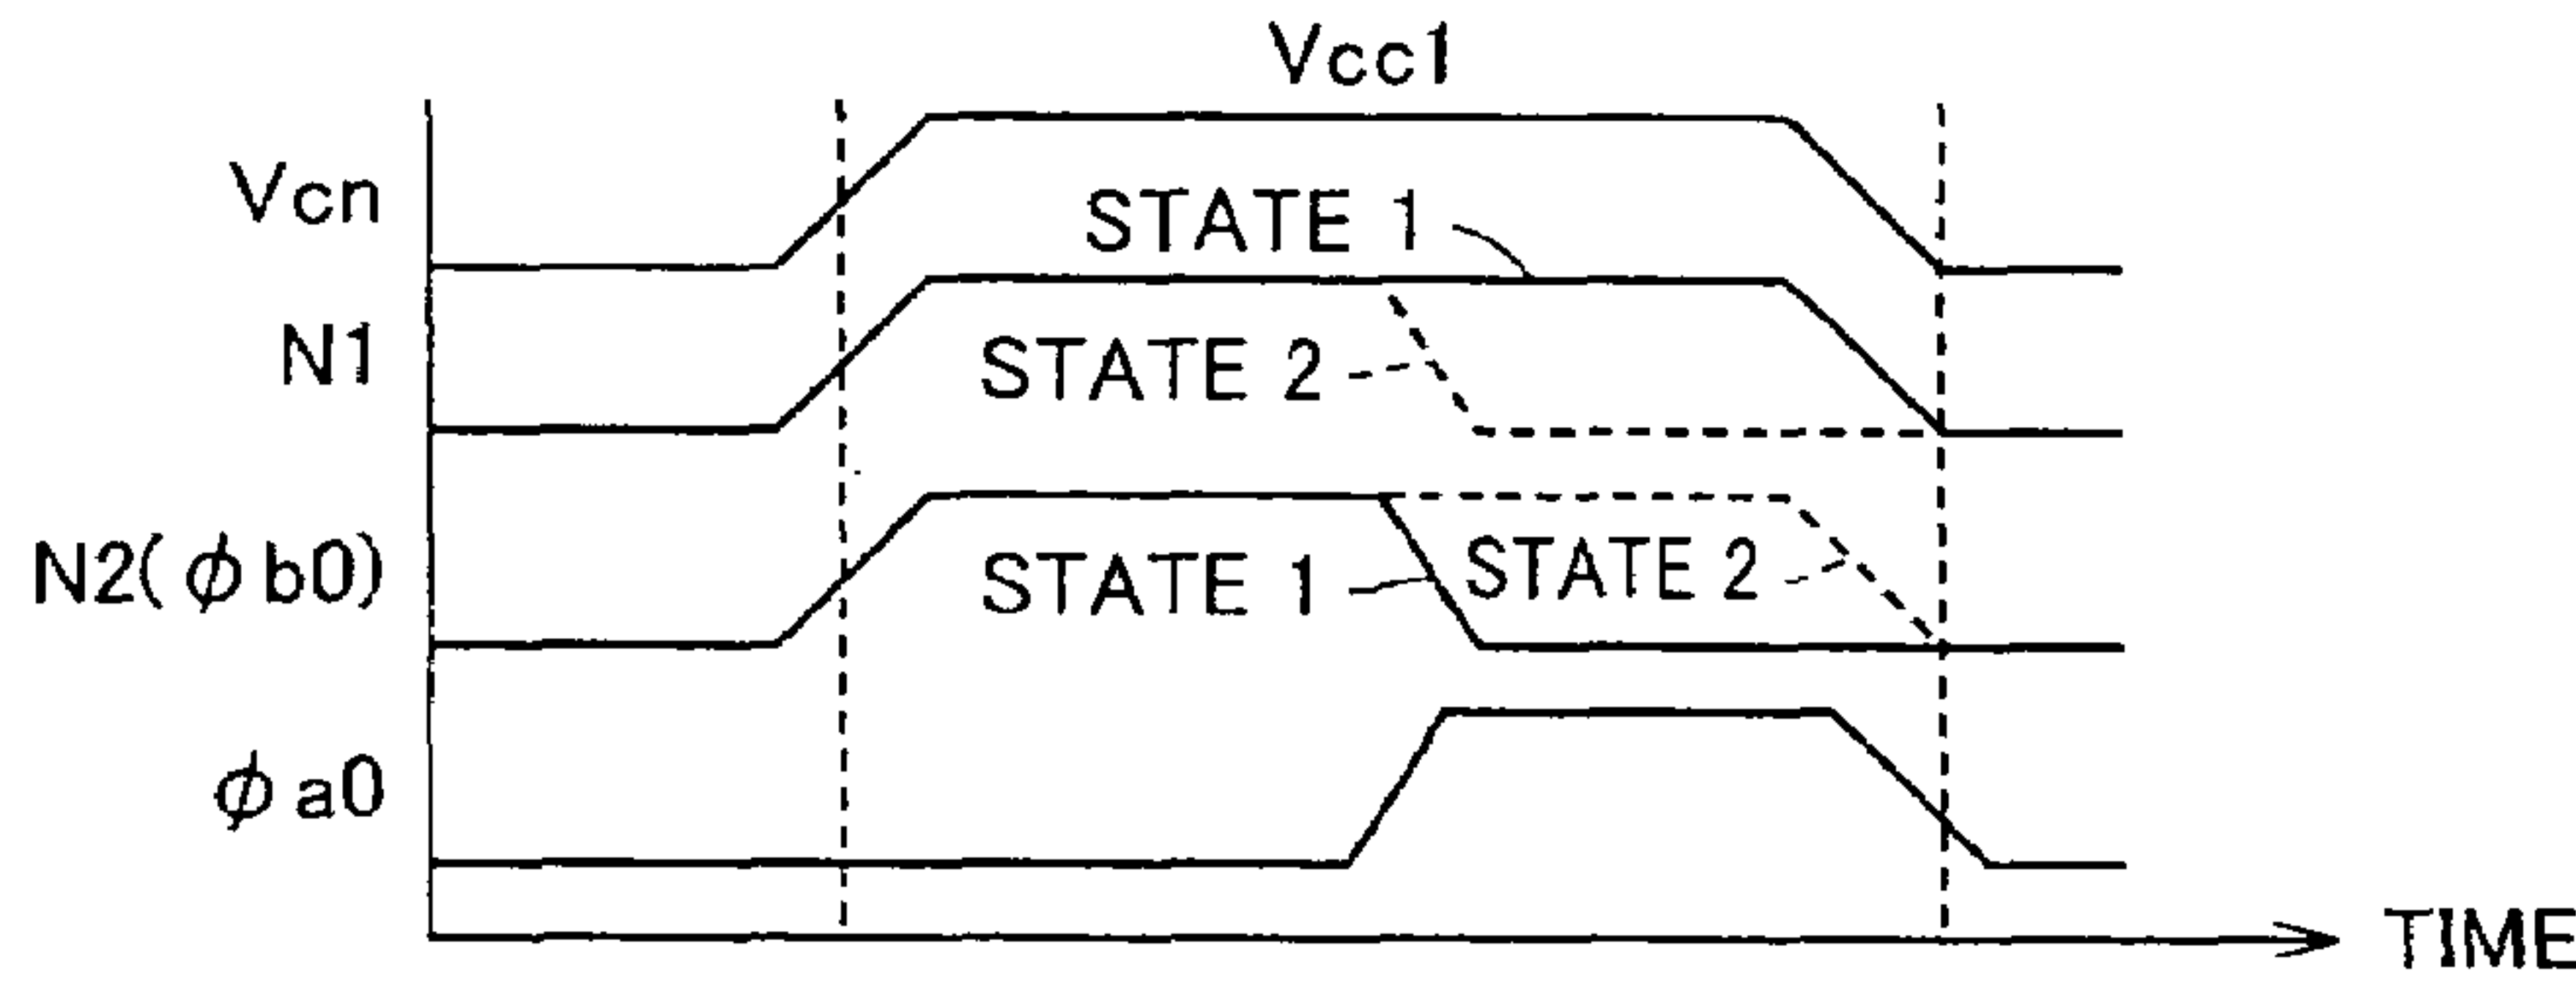 Vcc1
Vcn
STATE 1
N1
STATE 2
N2(φb0)
STATE 1
STATE 2
φa0
TIME